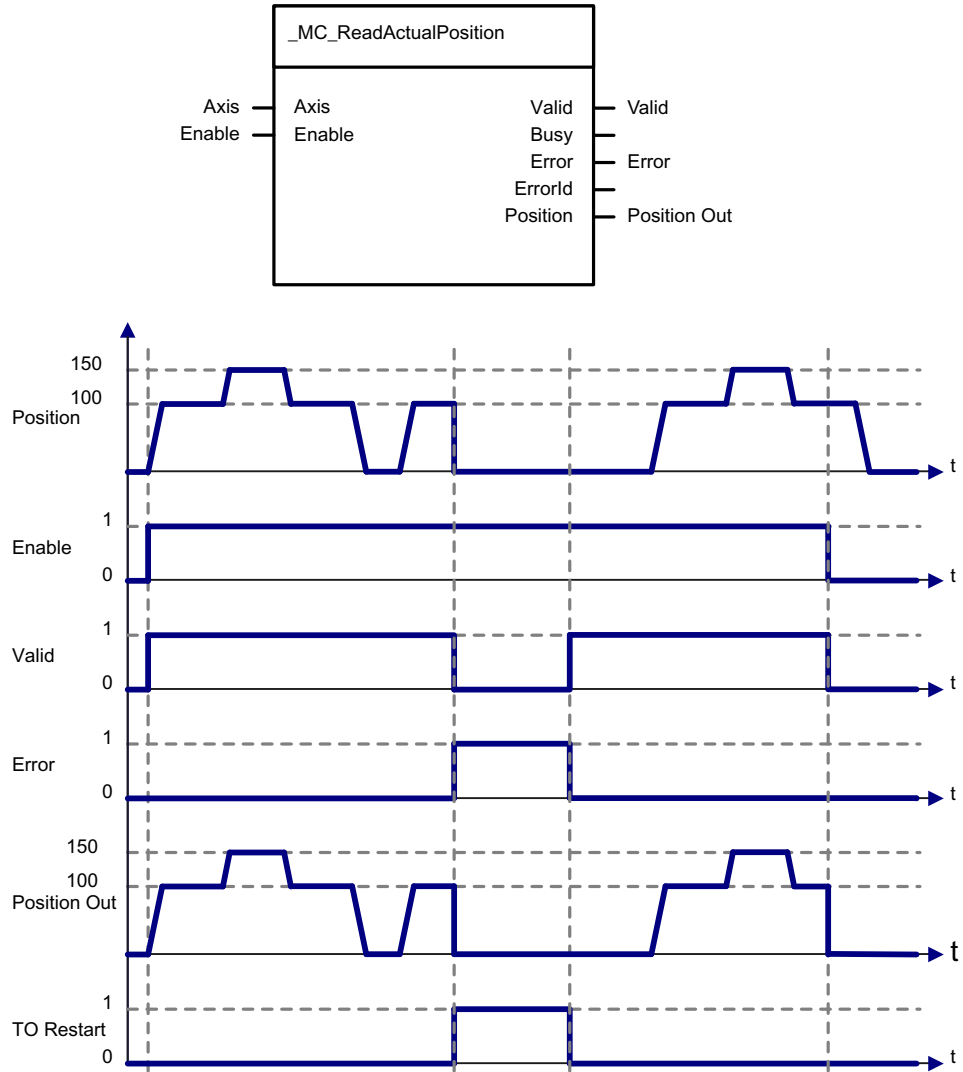 _MC_ReadActualPosition
Axis Axis Valid Valid
Enable Enable Busy
Error Error
ErrorId
Position Position Out
150
100
Position
t
1
Enable
0 t
1
Valid
0 t
1
Error
0 t
150
100
Position Out
t
1
TO Restart
0 t